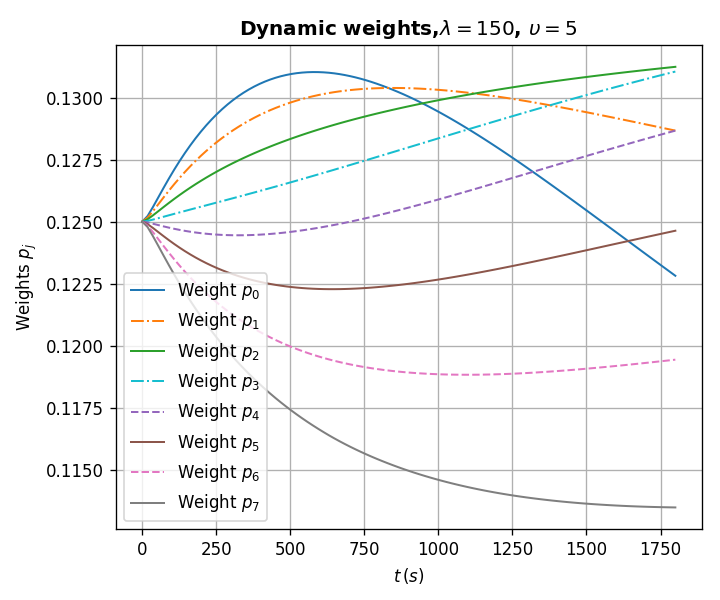 Dynamic weights,λ = 150, υ = 5
Weights p_j
0.1300
0.1275
0.1250
0.1225
0.1200
0.1175
0.1150
Weight p_0
Weight p_1
Weight p_2
Weight p_3
Weight p_4
Weight p_5
Weight p_6
Weight p_7
0 250 500 750 1000 1250 1500 1750
t (s)